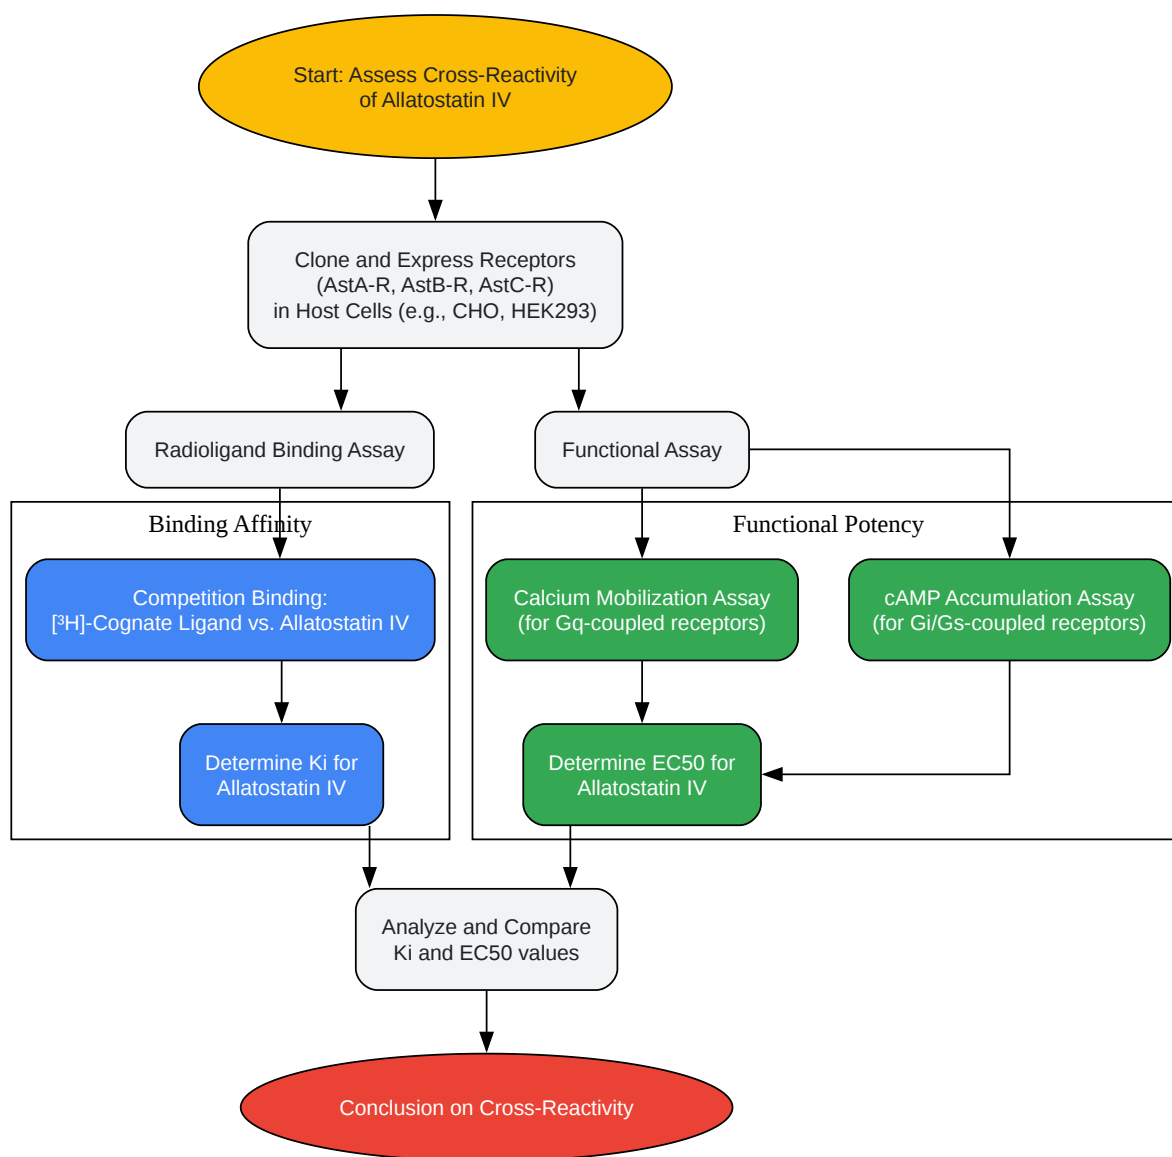 Start: Assess Cross-Reactivity
of Allatostatin IV
Clone and Express Receptors
(AstA-R, AstB-R, AstC-R)
in Host Cells (e.g., CHO, HEK293)
Radioligand Binding Assay
Functional Assay
Binding Affinity
Functional Potency
Competition Binding:
[³H]-Cognate Ligand vs. Allatostatin IV
Calcium Mobilization Assay
(for Gq-coupled receptors)
cAMP Accumulation Assay
(for Gi/Gs-coupled receptors)
Determine Ki for
Allatostatin IV
Determine EC50 for
Allatostatin IV
Analyze and Compare
Ki and EC50 values
Conclusion on Cross-Reactivity